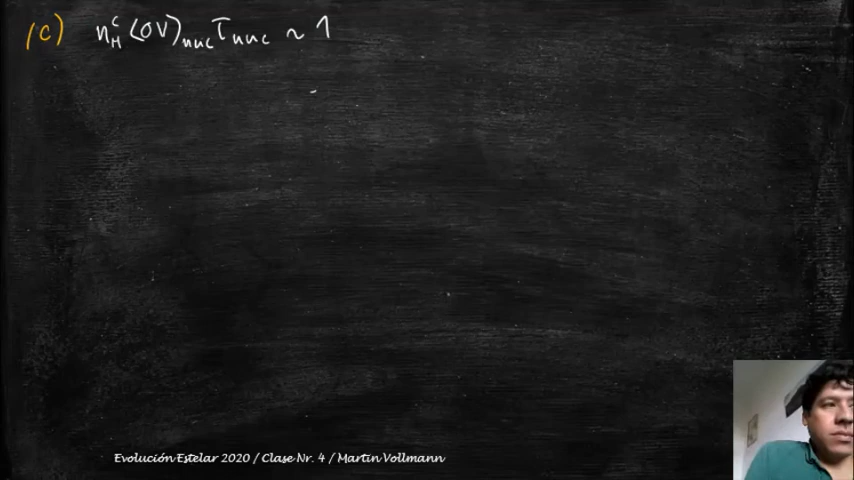 (c) n_H^c ⟨σv⟩_nuc τ_nuc ~ 1
Evolución Estelar 2020 / Clase Nr. 4 / Martin Vollmann